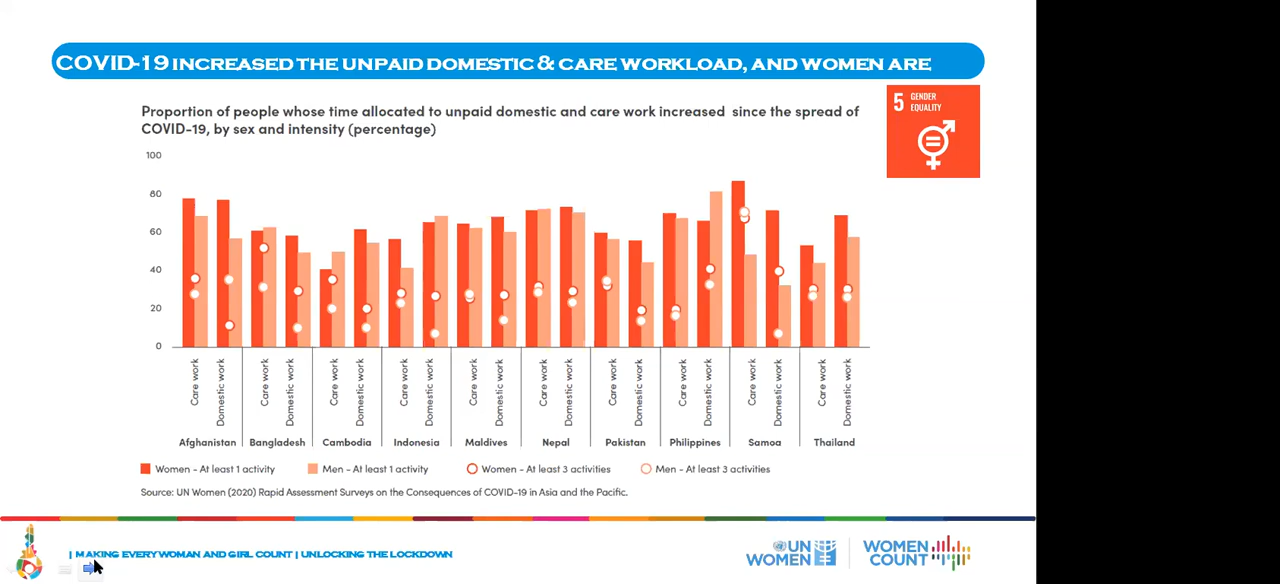 COVID-19 INCREASED THE UNPAID DOMESTIC & CARE WORKLOAD, AND WOMEN ARE
5 GENDER
EQUALITY
Proportion of people whose time allocated to unpaid domestic and care work increased since the spread of
COVID-19, by sex and intensity (percentage)
100
80
60
40
20
0
Care work Domestic work Care work Domestic work Care work Domestic work Care work Domestic work Care work Domestic work Care work Domestic work Care work Domestic work Care work Domestic work Care work Domestic work Care work Domestic work
Afghanistan Bangladesh Cambodia Indonesia Maldives Nepal Pakistan Philippines Samoa Thailand
Women - At least 1 activity Men - At least 1 activity Women - At least 3 activities Men - At least 3 activities
Source: UN Women (2020) Rapid Assessment Surveys on the Consequences of COVID-19 in Asia and the Pacific.
| MAKING EVERY WOMAN AND GIRL COUNT | UNLOCKING THE LOCKDOWN
UN
WOMEN
WOMEN
COUNT